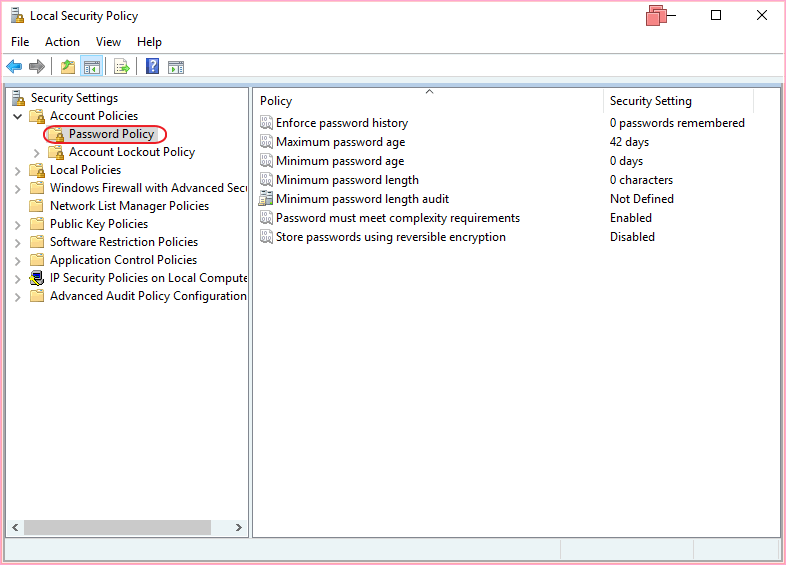 Local Security Policy
File Action View Help
Security Settings
Account Policies
Password Policy
Account Lockout Policy
Local Policies
Windows Firewall with Advanced Secu
Network List Manager Policies
Public Key Policies
Software Restriction Policies
Application Control Policies
IP Security Policies on Local Compute
Advanced Audit Policy Configuration
Policy Security Setting
Enforce password history 0 passwords remembered
Maximum password age 42 days
Minimum password age 0 days
Minimum password length 0 characters
Minimum password length audit Not Defined
Password must meet complexity requirements Enabled
Store passwords using reversible encryption Disabled